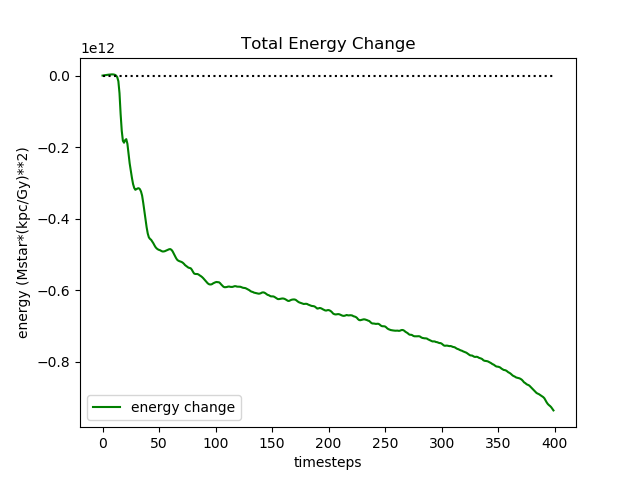 Total Energy Change
1e12
0.0
−0.2
−0.4
−0.6
−0.8
energy (Mstar*(kpc/Gy)**2)
energy change
0 50 100 150 200 250 300 350 400
timesteps